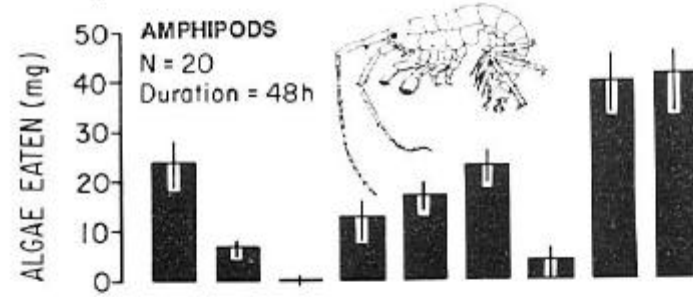 AMPHIPODS
N = 20
Duration = 48h
ALGAE EATEN (mg)
50
40
30
20
10
0